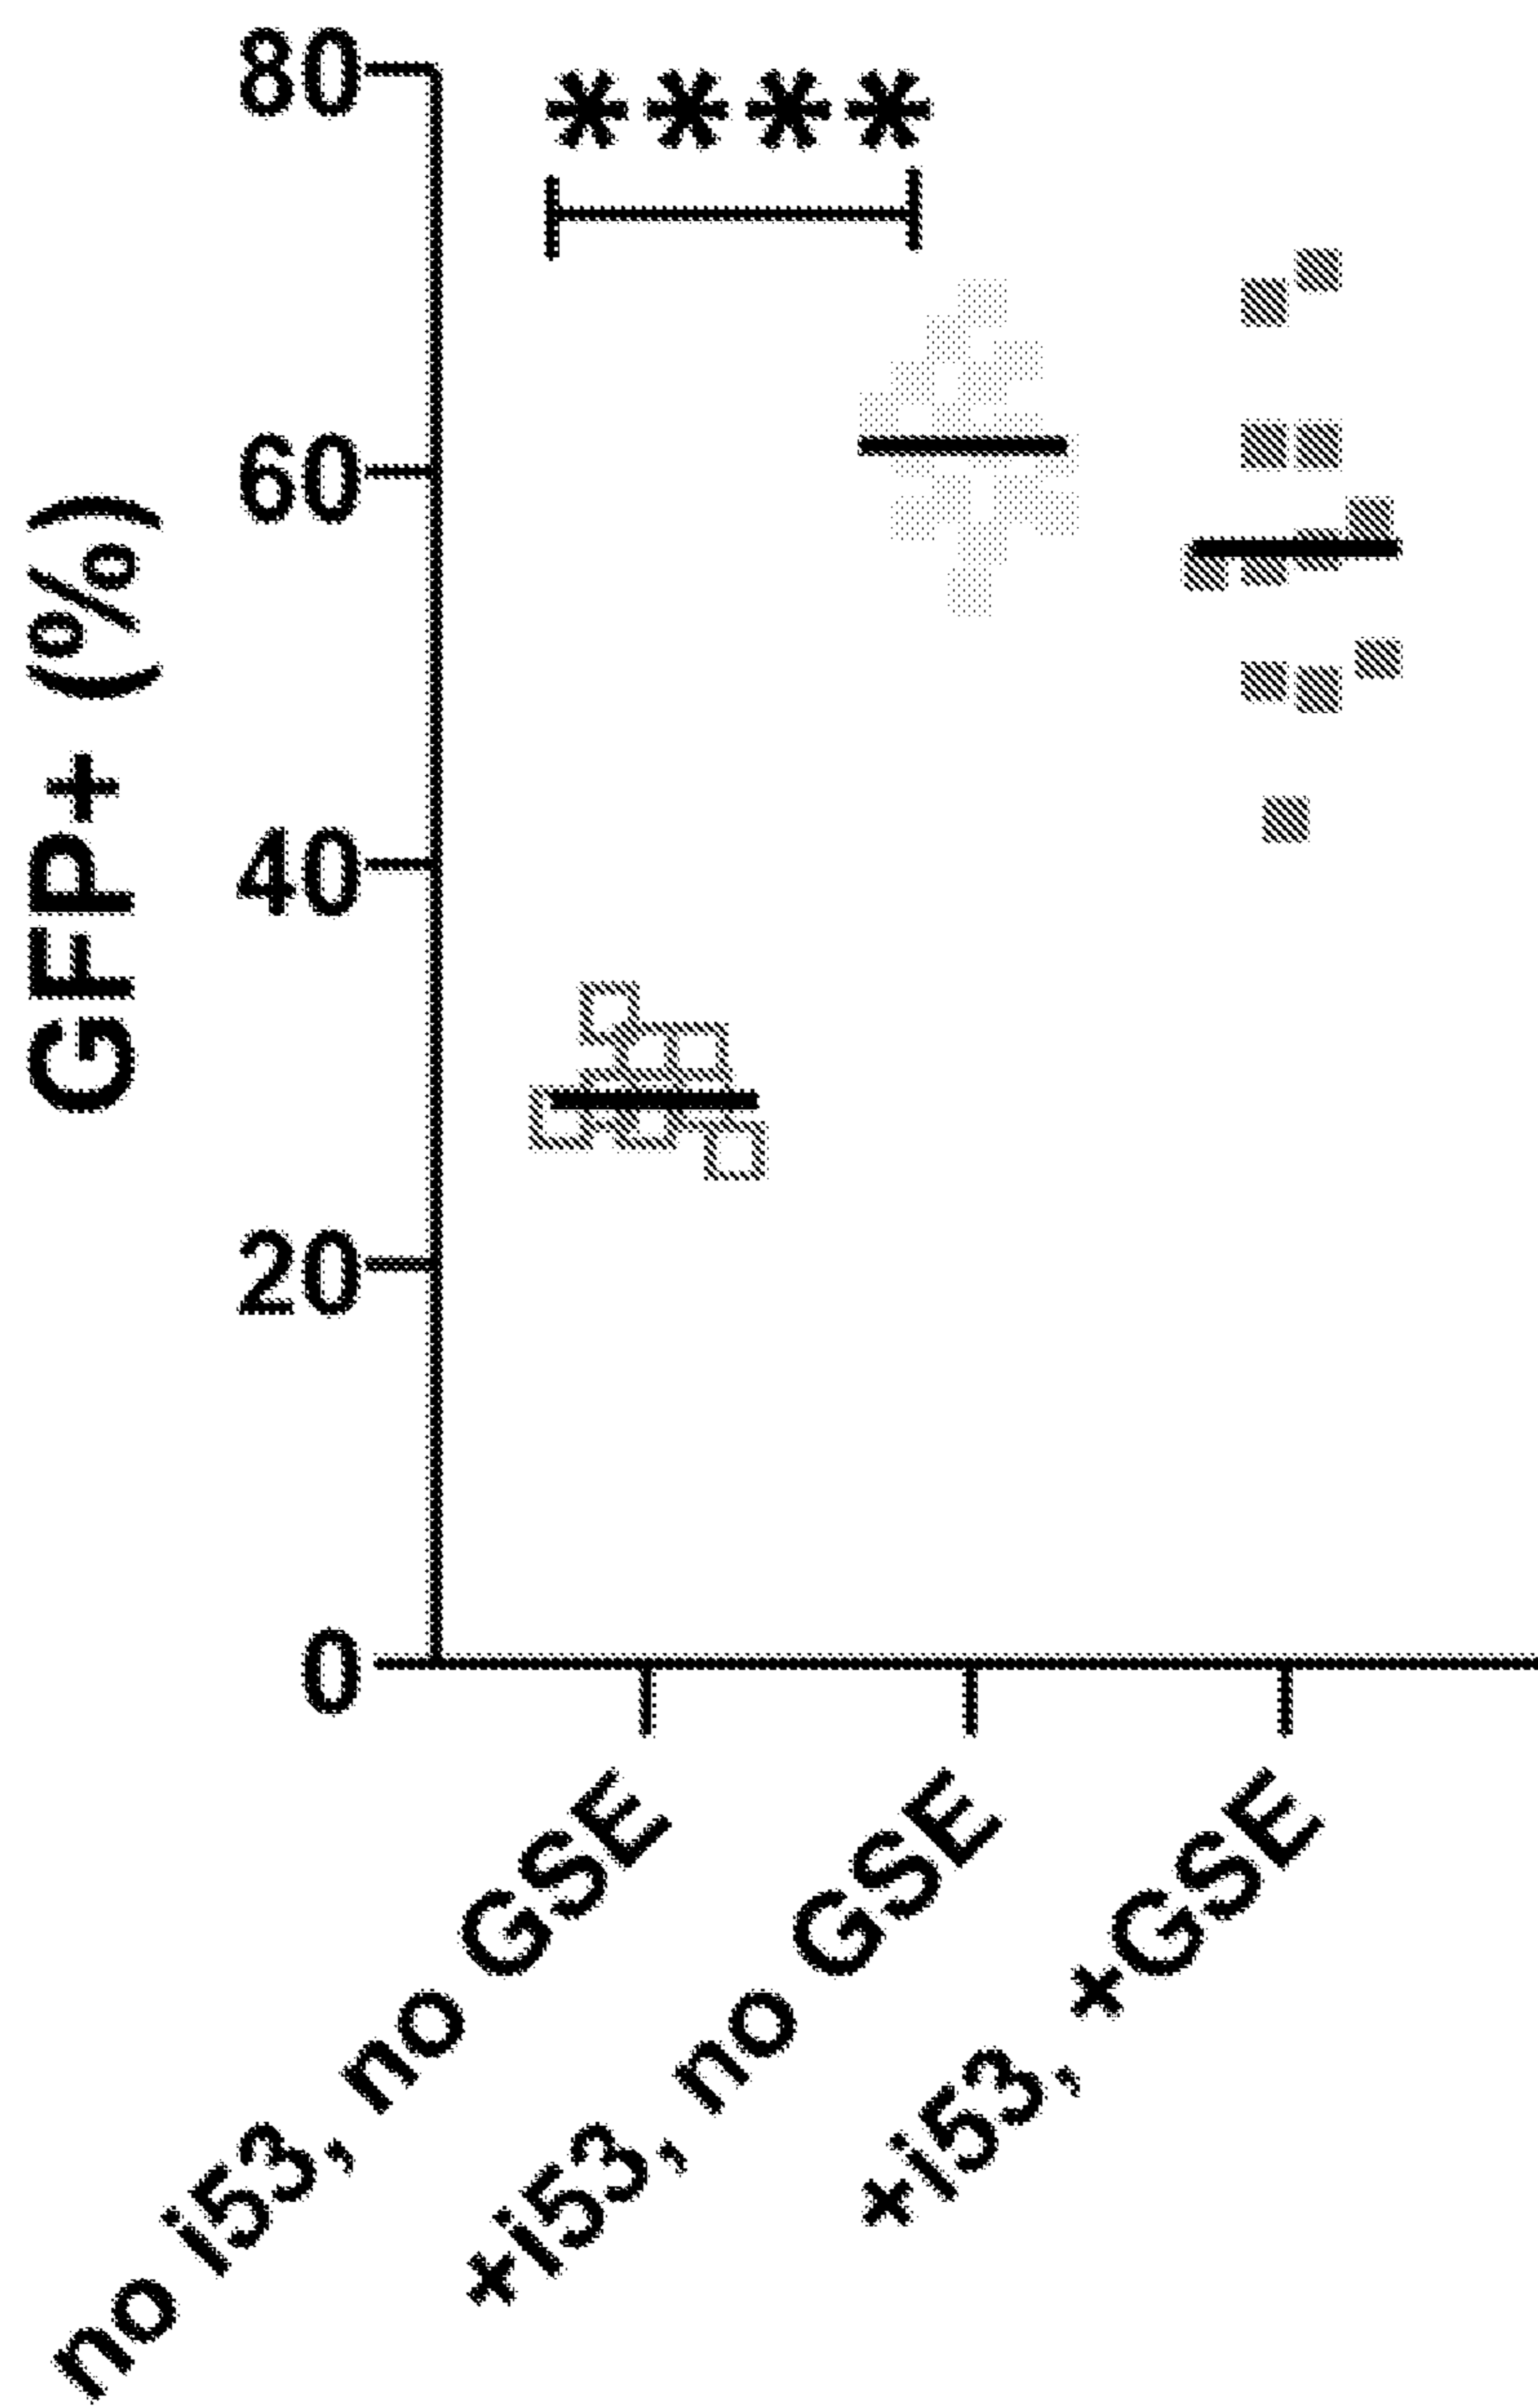 80
****
60
40
20
0
GFP+ (%)
no i53, no GSE
+i53, no GSE
+i53, +GSE